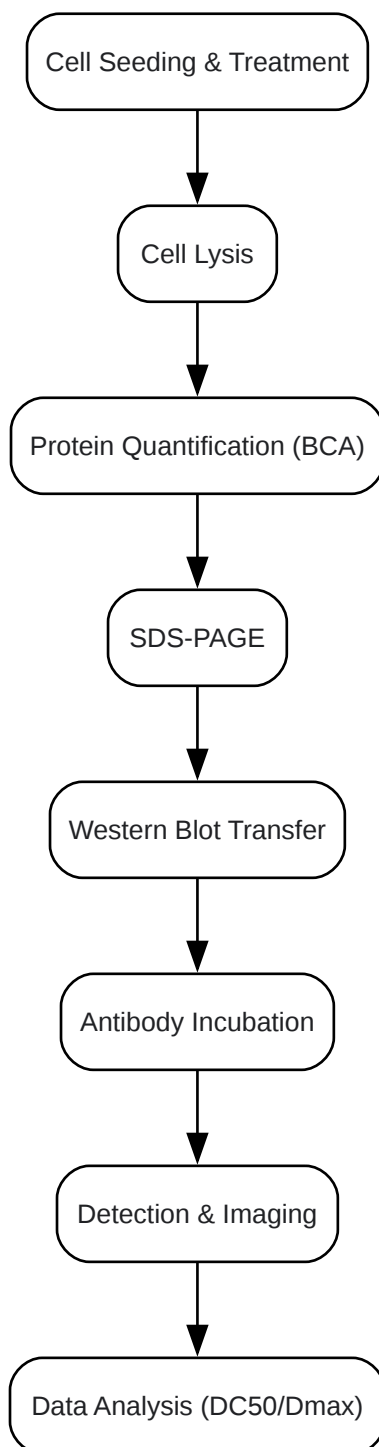 Cell Seeding & Treatment
Cell Lysis
Protein Quantification (BCA)
SDS-PAGE
Western Blot Transfer
Antibody Incubation
Detection & Imaging
Data Analysis (DC50/Dmax)